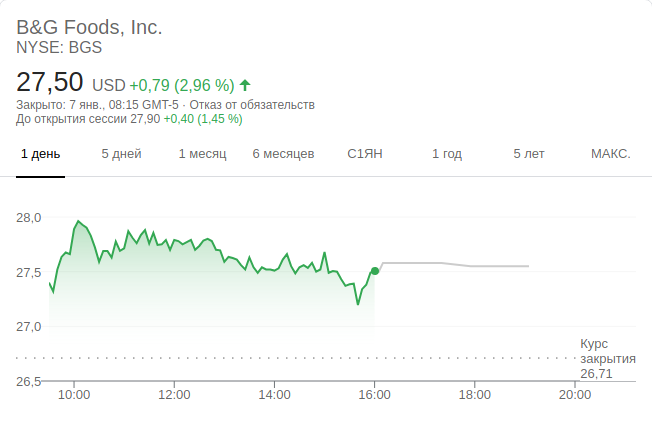 B&G Foods, Inc.
NYSE: BGS
27,50 USD +0,79 (2,96 %)
Закрыто: 7 янв., 08:15 GMT-5 · Отказ от обязательств
До открытия сессии 27,90 +0,40 (1,45 %)
1 день 5 дней 1 месяц 6 месяцев С1ЯН 1 год 5 лет МАКС.
28,0
27,5
27,0
Курс
закрытия
26,71
26,5
10:00 12:00 14:00 16:00 18:00 20:00